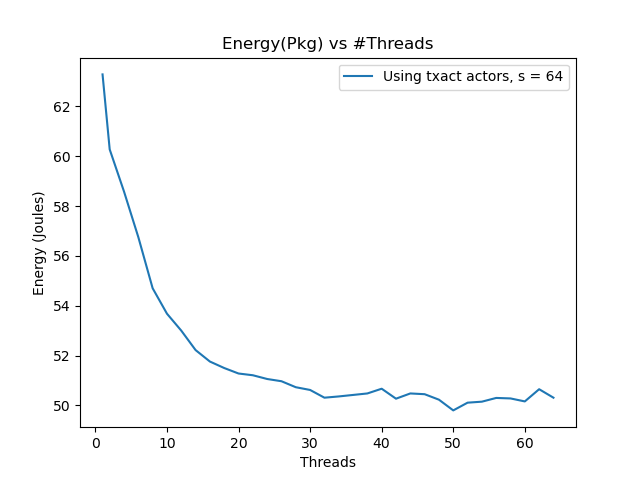 Energy(Pkg) vs #Threads
Using txact actors, s = 64
Energy (Joules)
62
60
58
56
54
52
50
0 10 20 30 40 50 60
Threads